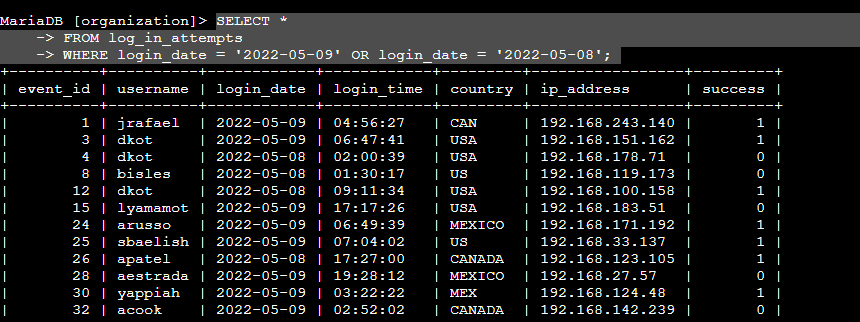 MariaDB [organization]> SELECT *
    -> FROM log_in_attempts
    -> WHERE login_date = '2022-05-09' OR login_date = '2022-05-08';
+----------+----------+------------+------------+---------+-----------------+---------+
| event_id | username | login_date | login_time | country | ip_address      | success |
+----------+----------+------------+------------+---------+-----------------+---------+
|        1 | jrafael  | 2022-05-09 | 04:56:27   | CAN     | 192.168.243.140 |       1 |
|        3 | dkot     | 2022-05-09 | 06:47:41   | USA     | 192.168.151.162 |       1 |
|        4 | dkot     | 2022-05-08 | 02:00:39   | USA     | 192.168.178.71  |       0 |
|        8 | bisles   | 2022-05-08 | 01:30:17   | US      | 192.168.119.173 |       0 |
|       12 | dkot     | 2022-05-08 | 09:11:34   | USA     | 192.168.100.158 |       1 |
|       15 | lyamamot | 2022-05-09 | 17:17:26   | USA     | 192.168.183.51  |       0 |
|       24 | arusso   | 2022-05-09 | 06:49:39   | MEXICO  | 192.168.171.192 |       1 |
|       25 | sbaelish | 2022-05-09 | 07:04:02   | US      | 192.168.33.137  |       1 |
|       26 | apatel   | 2022-05-08 | 17:27:00   | CANADA  | 192.168.123.105 |       1 |
|       28 | aestrada | 2022-05-09 | 19:28:12   | MEXICO  | 192.168.27.57   |       0 |
|       30 | yappiah  | 2022-05-09 | 03:22:22   | MEX     | 192.168.124.48  |       1 |
|       32 | acook    | 2022-05-09 | 02:52:02   | CANADA  | 192.168.142.239 |       0 |